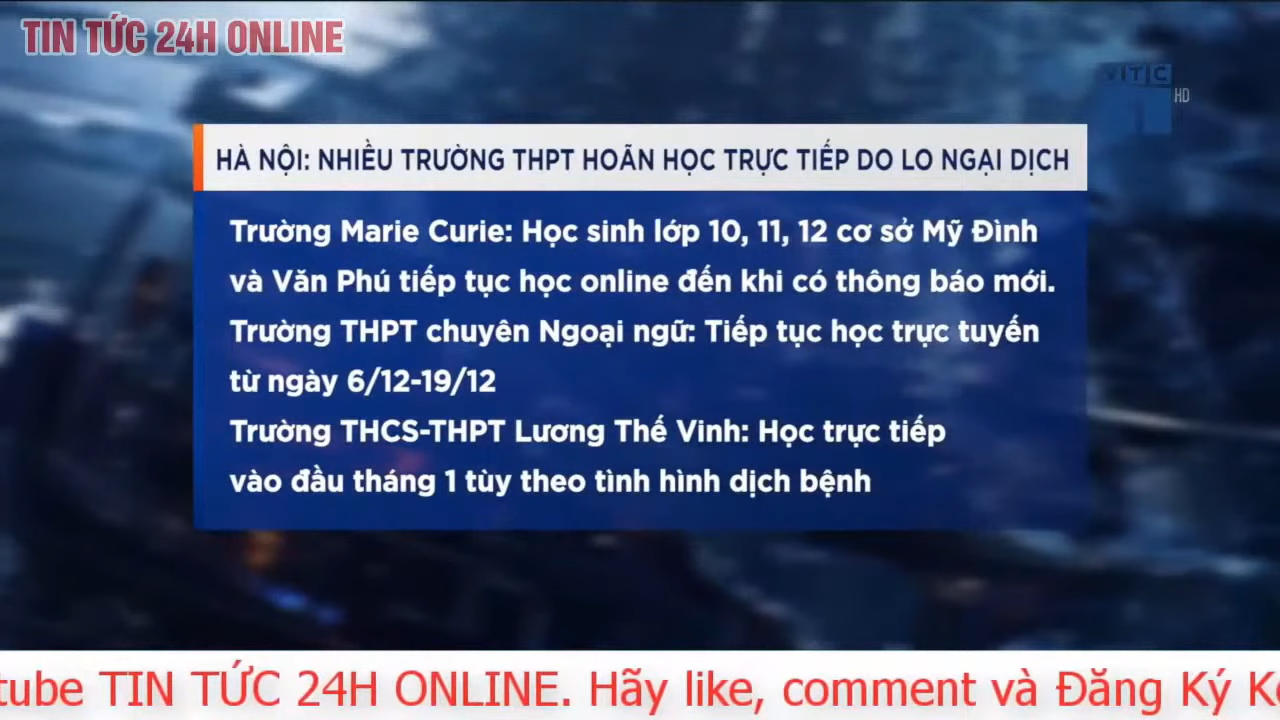 TIN TỨC 24H ONLINE
VTC
1
HD
HÀ NỘI: NHIỀU TRƯỜNG THPT HOÃN HỌC TRỰC TIẾP DO LO NGẠI DỊCH
Trường Marie Curie: Học sinh lớp 10, 11, 12 cơ sở Mỹ Đình
và Văn Phú tiếp tục học online đến khi có thông báo mới.
Trường THPT chuyên Ngoại ngữ: Tiếp tục học trực tuyến
từ ngày 6/12-19/12
Trường THCS-THPT Lương Thế Vinh: Học trực tiếp
vào đầu tháng 1 tùy theo tình hình dịch bệnh
tube TIN TỨC 24H ONLINE. Hãy like, comment và Đăng Ký K